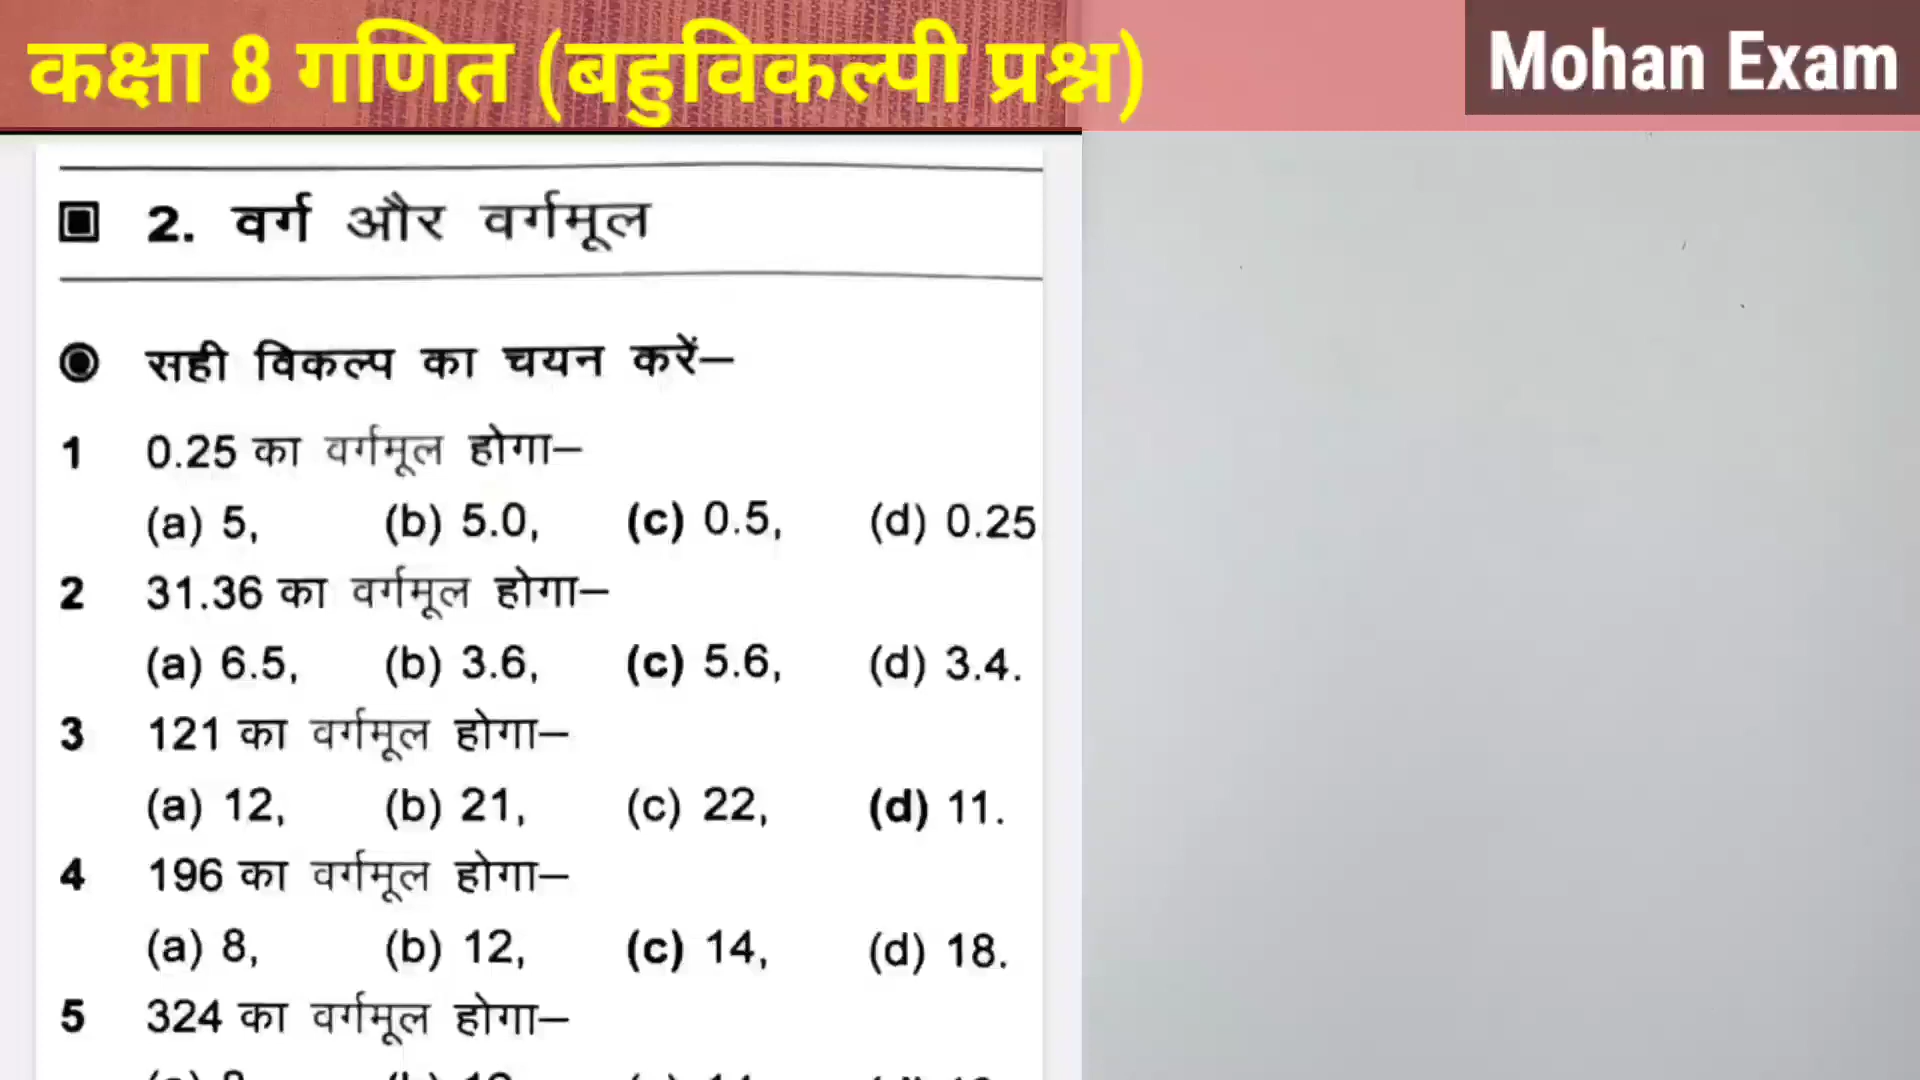 कक्षा 8 गणित (बहुविकल्पी प्रश्न)
Mohan Exam
2. वर्ग और वर्गमूल
सही विकल्प का चयन करें–
1 0.25 का वर्गमूल होगा–
(a) 5, (b) 5.0, (c) 0.5, (d) 0.25
2 31.36 का वर्गमूल होगा–
(a) 6.5, (b) 3.6, (c) 5.6, (d) 3.4.
3 121 का वर्गमूल होगा–
(a) 12, (b) 21, (c) 22, (d) 11.
4 196 का वर्गमूल होगा–
(a) 8, (b) 12, (c) 14, (d) 18.
5 324 का वर्गमूल होगा–